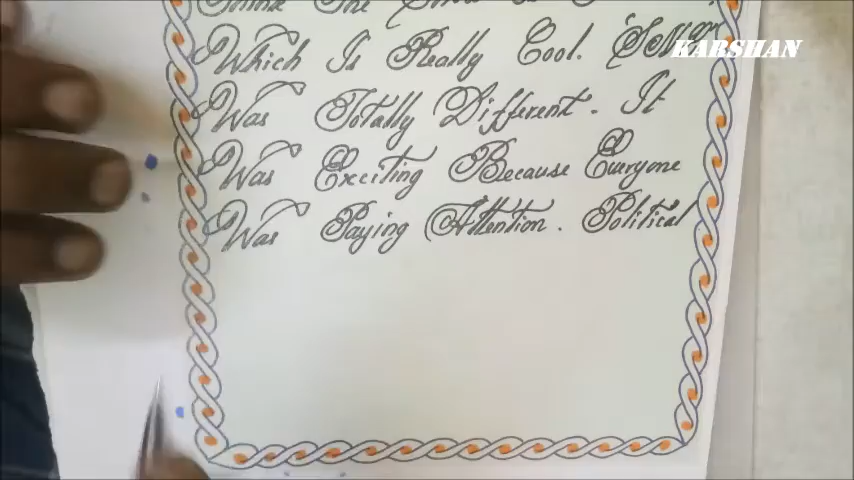 Which Is Really Cool.
KARSHAN
Was Totally Different. It
Was Exciting Because Everyone
Was Paying Attention. Political